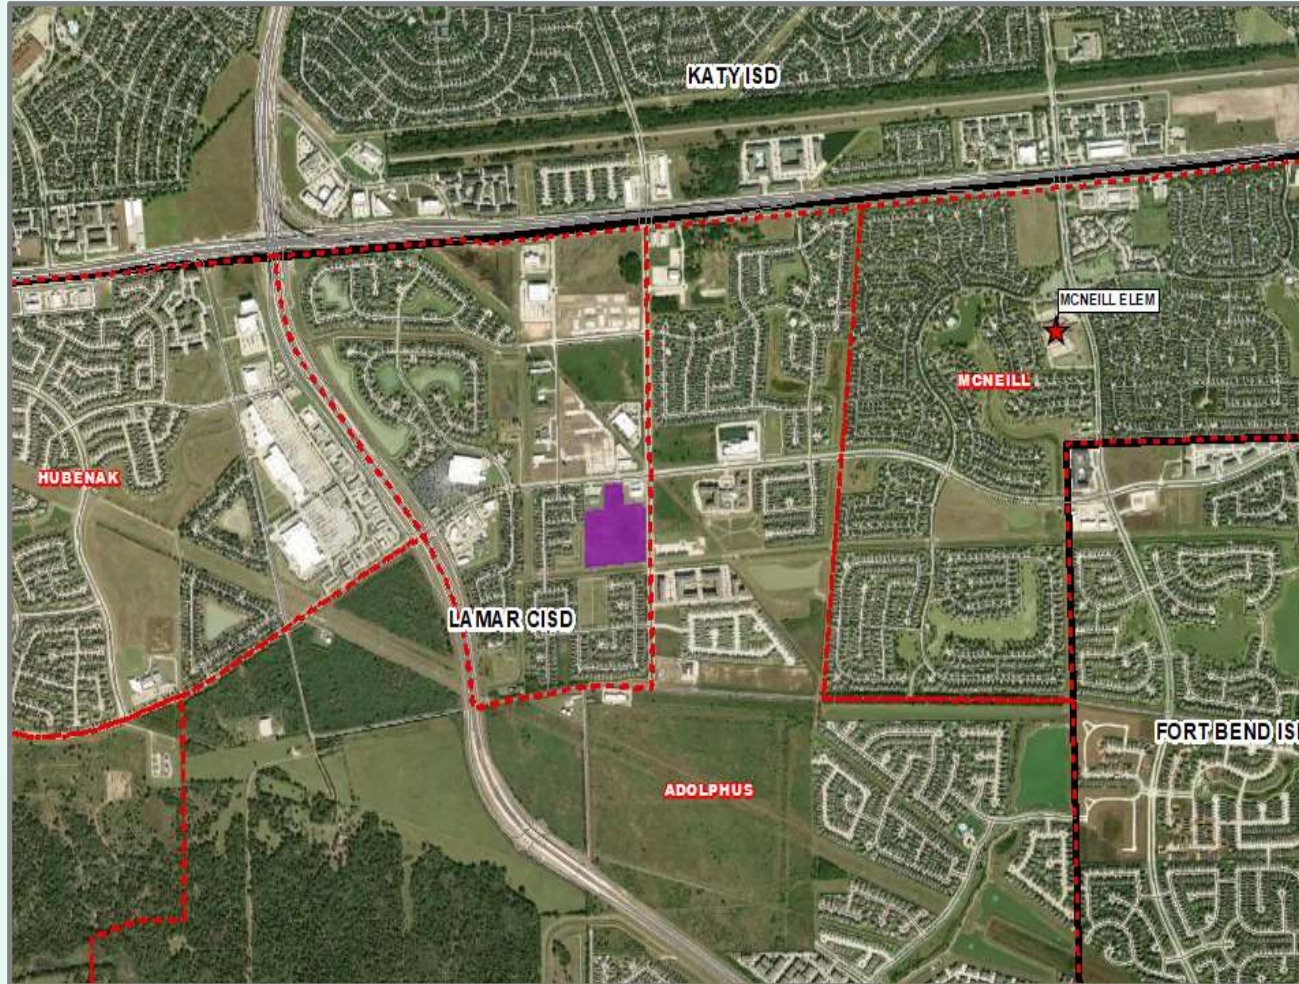 KATY ISD
MCNEILL ELEM
MCNEILL
HUBENAK
LAMAR CISD
FORT BEND IS
ADOLPHUS